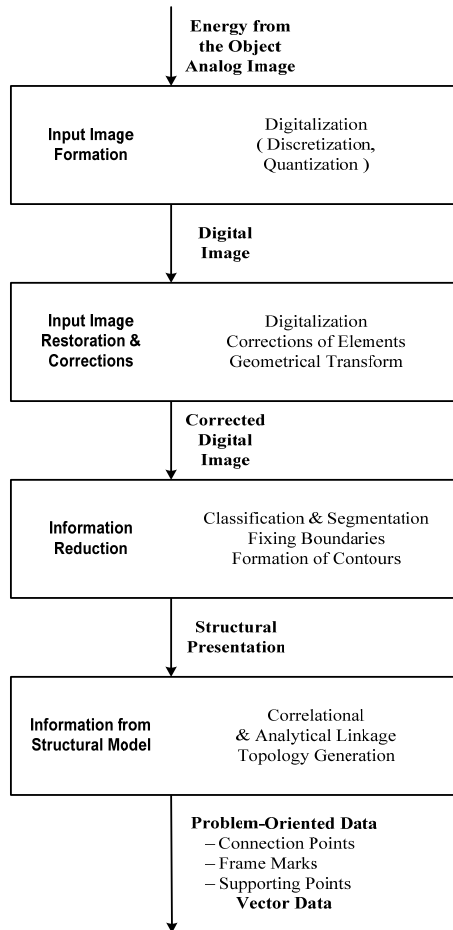 Energy from
the Object
Analog Image
Input Image
Formation
Digitalization
( Discretization,
Quantization )
Digital
Image
Input Image
Restoration &
Corrections
Digitalization
Corrections of Elements
Geometrical Transform
Corrected
Digital
Image
Information
Reduction
Classification & Segmentation
Fixing Boundaries
Formation of Contours
Structural
Presentation
Information from
Structural Model
Correlational
& Analytical Linkage
Topology Generation
Problem-Oriented Data
– Connection Points
– Frame Marks
– Supporting Points
Vector Data